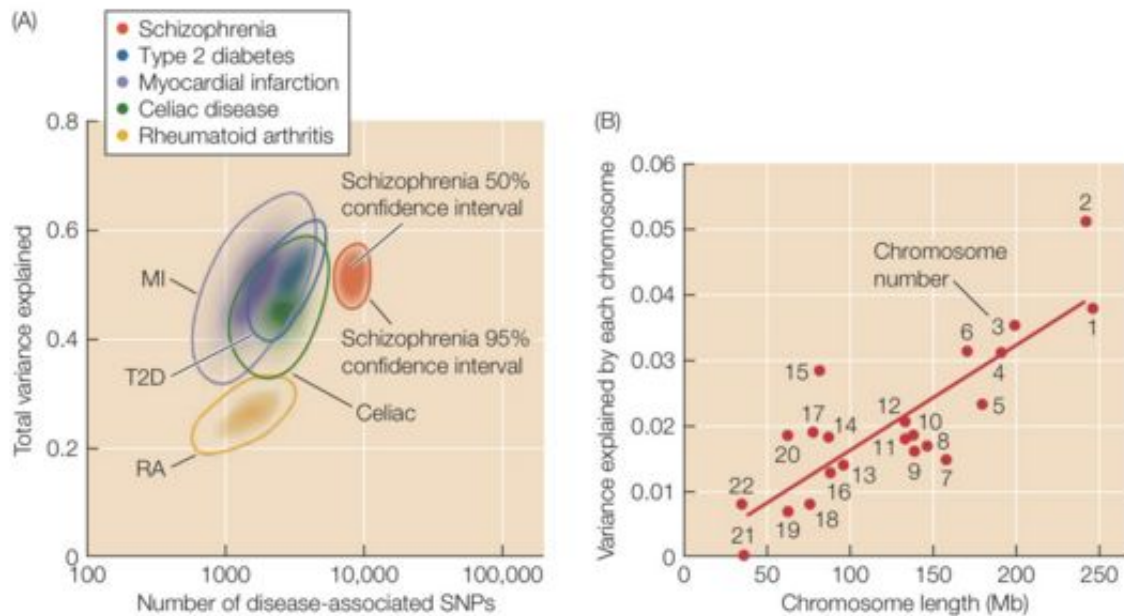 (A)
Schizophrenia
Type 2 diabetes
Myocardial infarction
Celiac disease
Rheumatoid arthritis
Total variance explained
0.8
0.6
0.4
0.2
0
Schizophrenia 50%
confidence interval
MI
Schizophrenia 95%
confidence interval
T2D
Celiac
RA
100
1000
10,000
100,000
Number of disease-associated SNPs
(B)
Variance explained by each chromosome
0.06
0.05
0.04
0.03
0.02
0.01
0
Chromosome
number
2
3
1
6
4
15
5
12
10
17
14
20
11
8
9
7
13
16
22
19
18
21
0
50
100
150
200
250
Chromosome length (Mb)